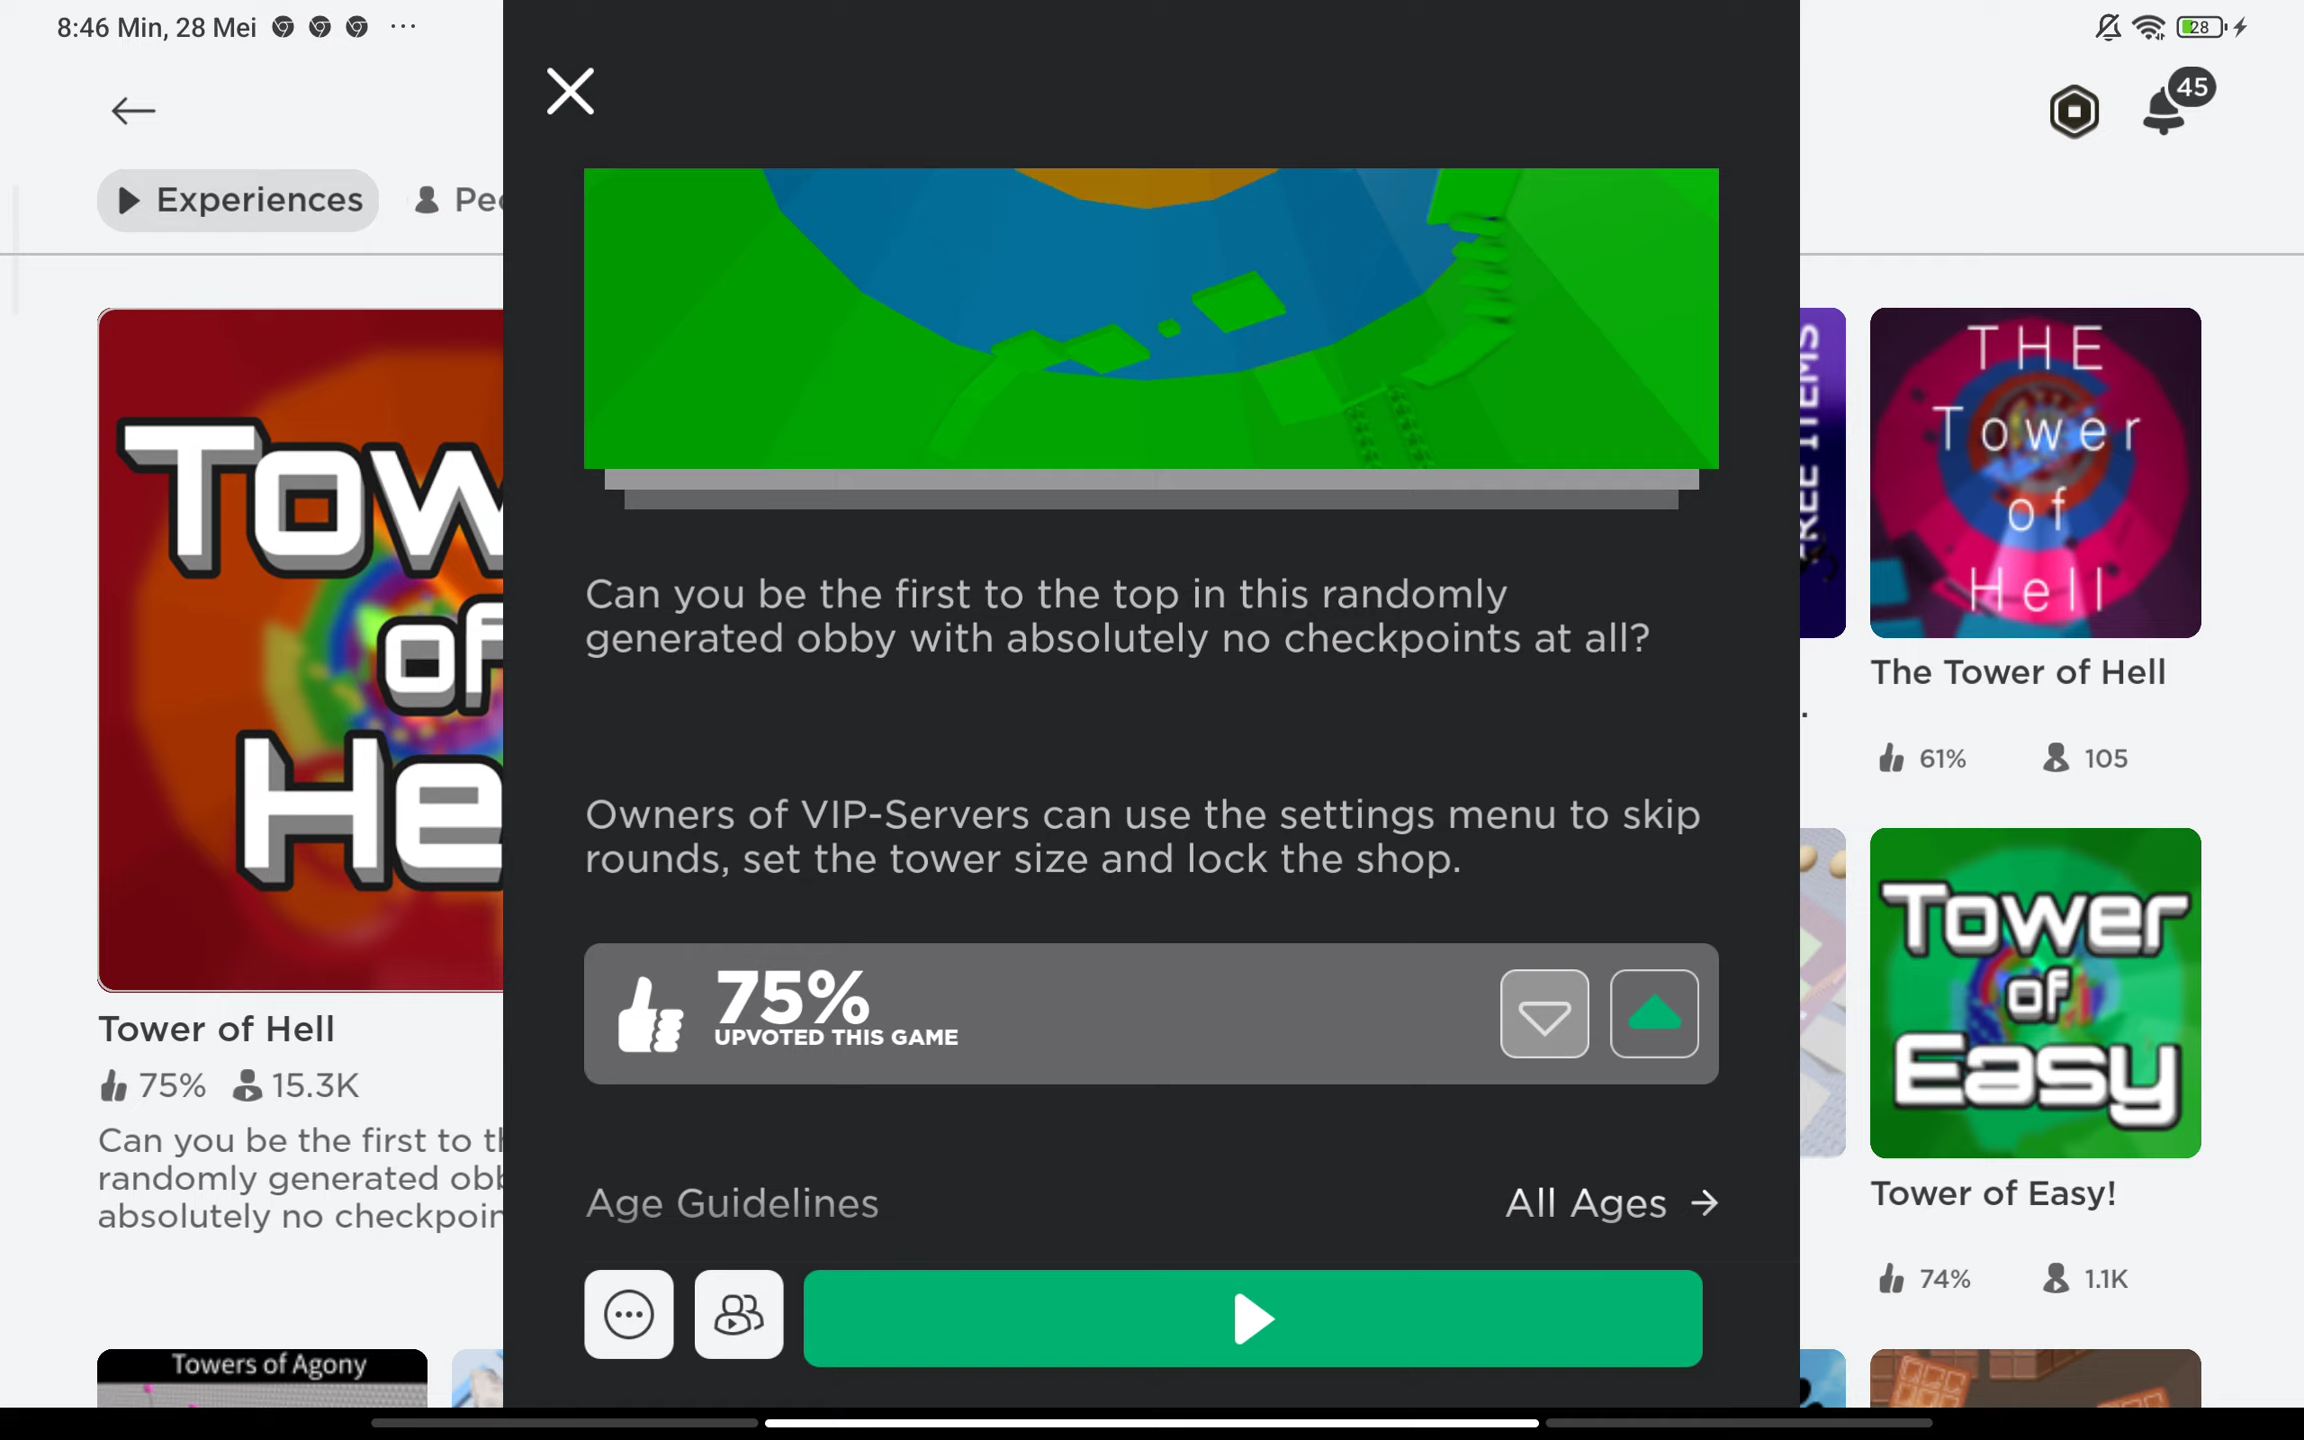 8:46 Min, 28 Mei
28
45
Experiences
Tow
of
He
Tower of Hell
75% 15.3K
Can you be the first to th
randomly generated obb
absolutely no checkpoin
Towers of Agony
Can you be the first to the top in this randomly
generated obby with absolutely no checkpoints at all?
Owners of VIP-Servers can use the settings menu to skip
rounds, set the tower size and lock the shop.
75%
UPVOTED THIS GAME
Age Guidelines
All Ages
REE ITEMS
THE
Tower
of
Hell
The Tower of Hell
61% 105
Tower
of
Easy
Tower of Easy!
74% 1.1K